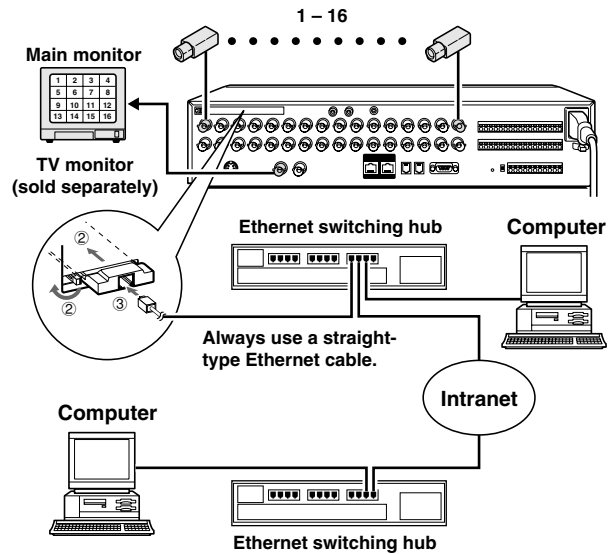 1 – 16
Main monitor
1 2 3 4
5 6 7 8
9 10 11 12
13 14 15 16
TV monitor
(sold separately)
Ethernet switching hub
Computer
②
②
③
Always use a straight-
type Ethernet cable.
Intranet
Computer
Ethernet switching hub